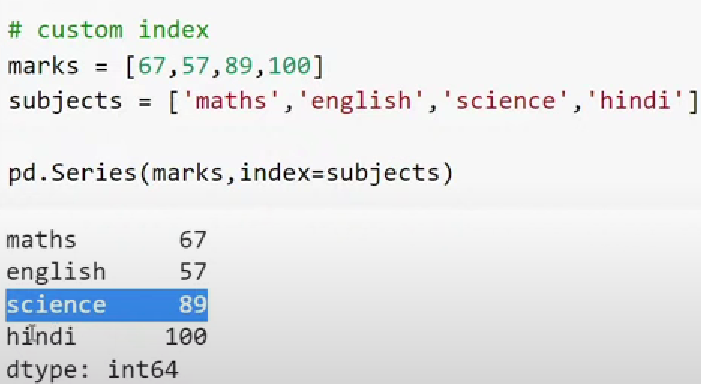 # custom index
marks = [67,57,89,100]
subjects = ['maths','english','science','hindi']
pd.Series(marks,index=subjects)
maths 67
english 57
science 89
hindi 100
dtype: int64